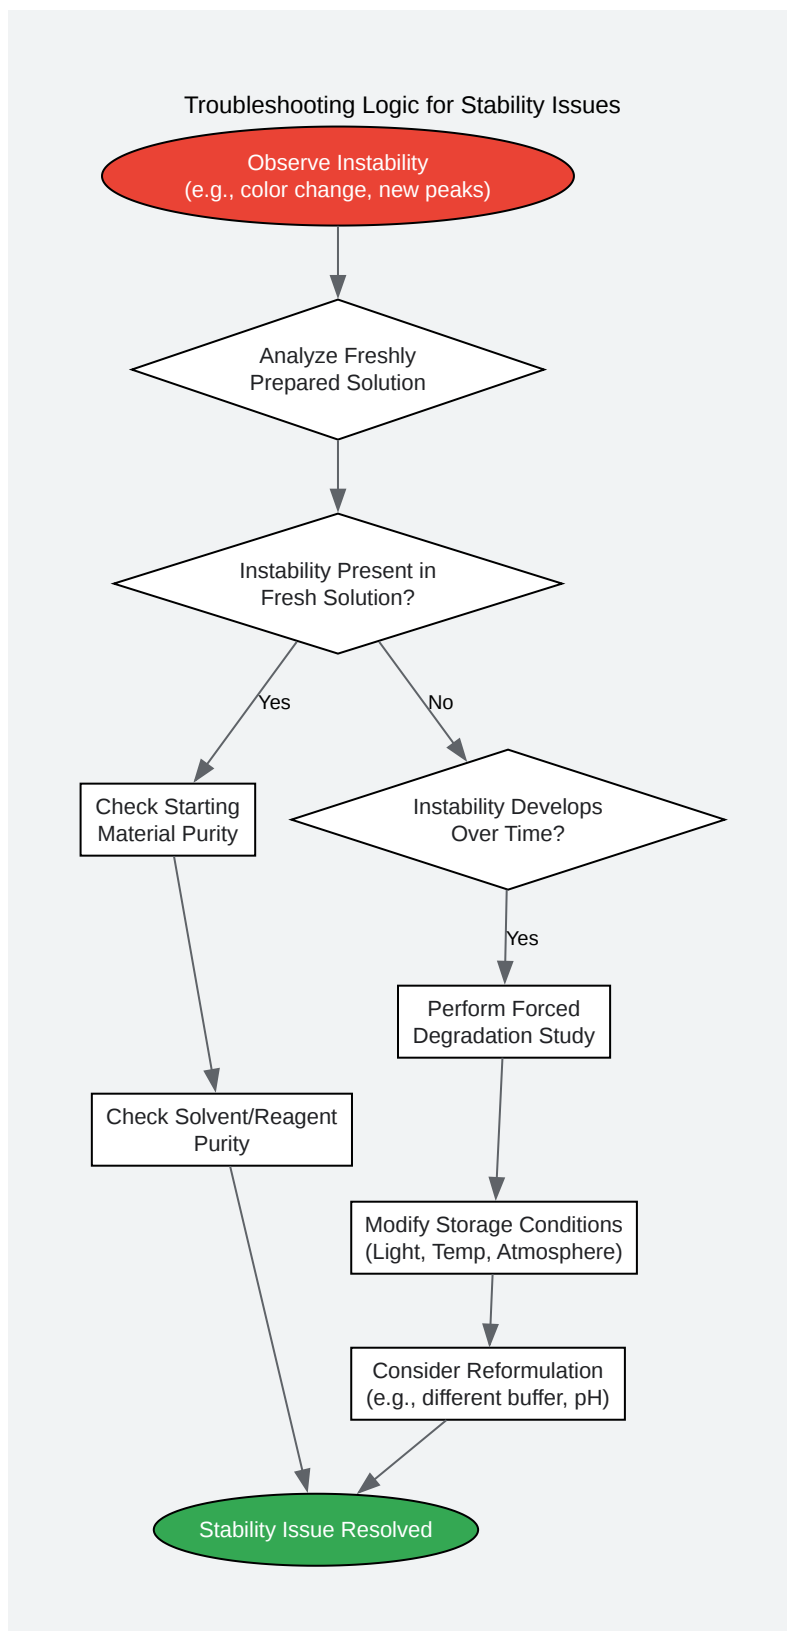 Troubleshooting Logic for Stability Issues
Observe Instability
(e.g., color change, new peaks)
Analyze Freshly
Prepared Solution
Instability Present in
Fresh Solution?
Yes
No
Check Starting
Material Purity
Instability Develops
Over Time?
Yes
Perform Forced
Degradation Study
Check Solvent/Reagent
Purity
Modify Storage Conditions
(Light, Temp, Atmosphere)
Consider Reformulation
(e.g., different buffer, pH)
Stability Issue Resolved